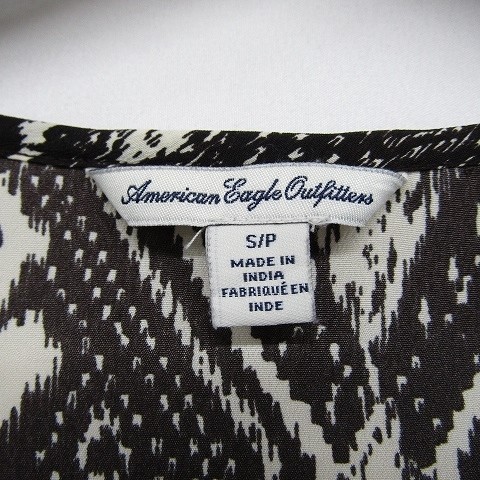 American Eagle Outfitters
S/P
MADE IN
INDIA
FABRIQUÉ EN
INDE